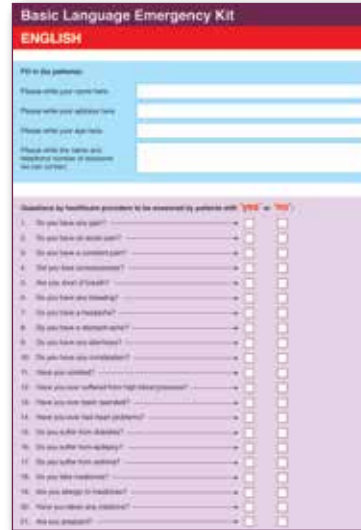 Basic Language Emergency Kit
ENGLISH
Fill in (by patients):
Please write your name here:
Please write your address here:
Please write your age here:
Please write the name and
telephone number of someone
we can contact:
Questions by healthcare providers to be answered by patients with "YES" or "NO":
1. Do you have any pain?
2. Do you have an acute pain?
3. Do you have a constant pain?
4. Did you lose consciousness?
5. Are you short of breath?
6. Do you have any bleeding?
7. Do you have a headache?
8. Do you have a stomach ache?
9. Do you have any diarrhoea?
10. Do you have any constipation?
11. Have you vomited?
12. Have you ever suffered from high blood pressure?
13. Have you ever been operated?
14. Have you ever had heart problems?
15. Do you suffer from diabetes?
16. Do you suffer from epilepsy?
17. Do you suffer from asthma?
18. Do you take medicines?
19. Are you allergic to medicines?
20. Have you taken any medicine?
21. Are you pregnant?